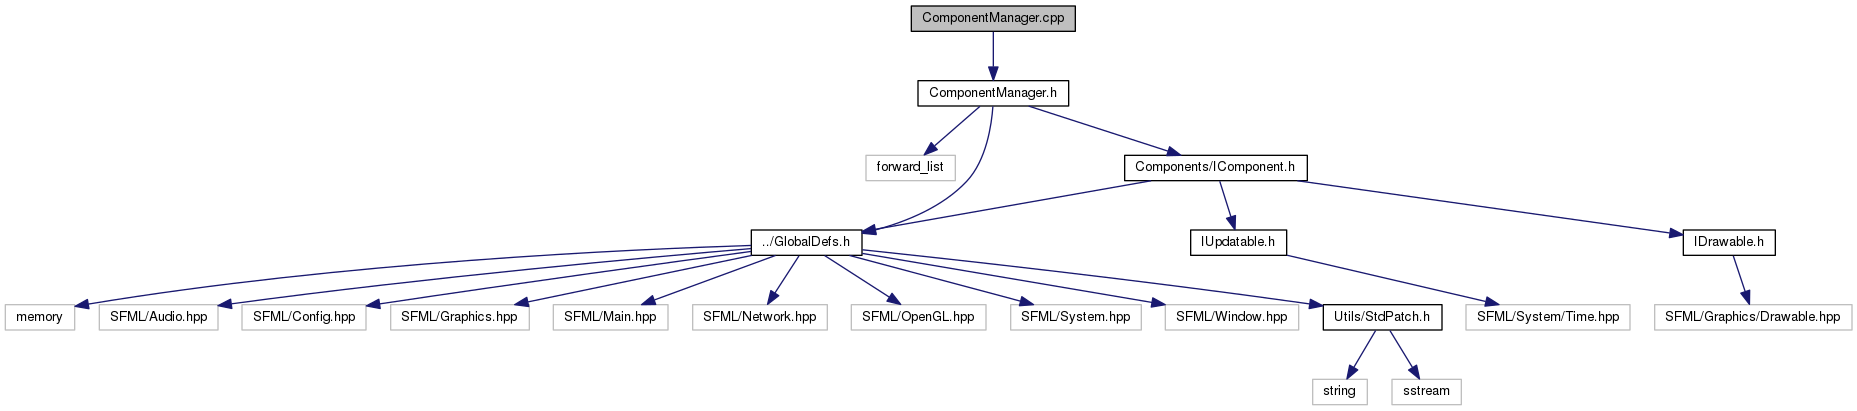 ComponentManager.cpp
ComponentManager.h
forward_list
Components/IComponent.h
../GlobalDefs.h
IUpdatable.h
IDrawable.h
memory
SFML/Audio.hpp
SFML/Config.hpp
SFML/Graphics.hpp
SFML/Main.hpp
SFML/Network.hpp
SFML/OpenGL.hpp
SFML/System.hpp
SFML/Window.hpp
Utils/StdPatch.h
SFML/System/Time.hpp
SFML/Graphics/Drawable.hpp
string
sstream